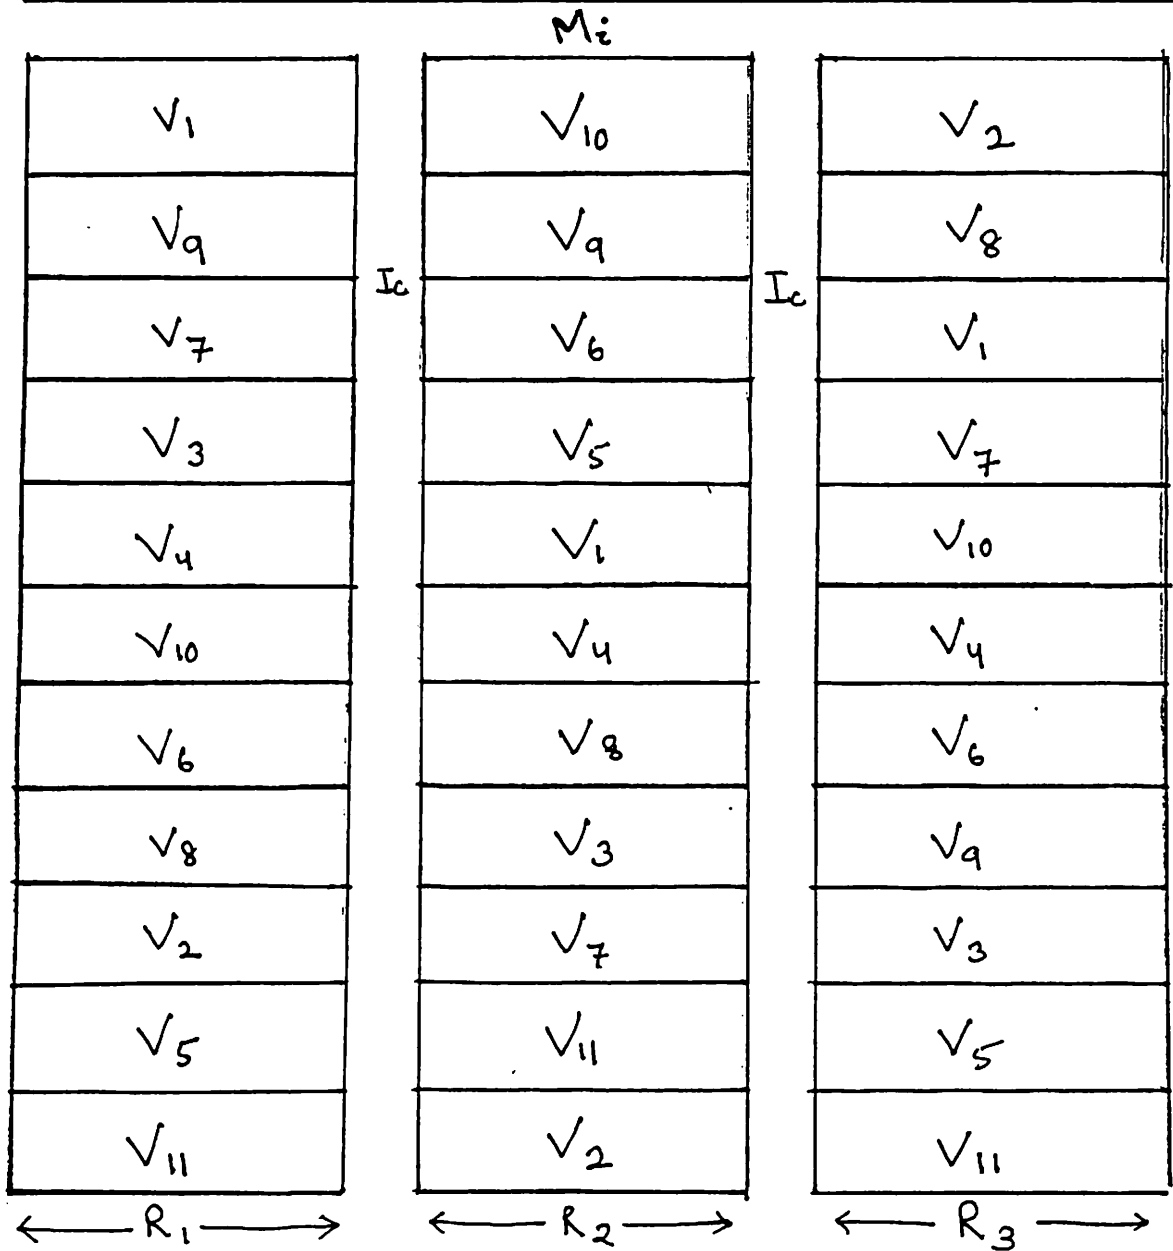 Mi
V1 V10 V2
V9 V9 V8
Ic Ic
V7 V6 V1
V3 V5 V7
V4 V1 V10
V10 V4 V4
V6 V8 V6
V8 V3 V9
V2 V7 V3
V5 V11 V5
V11 V2 V11
R1 R2 R3